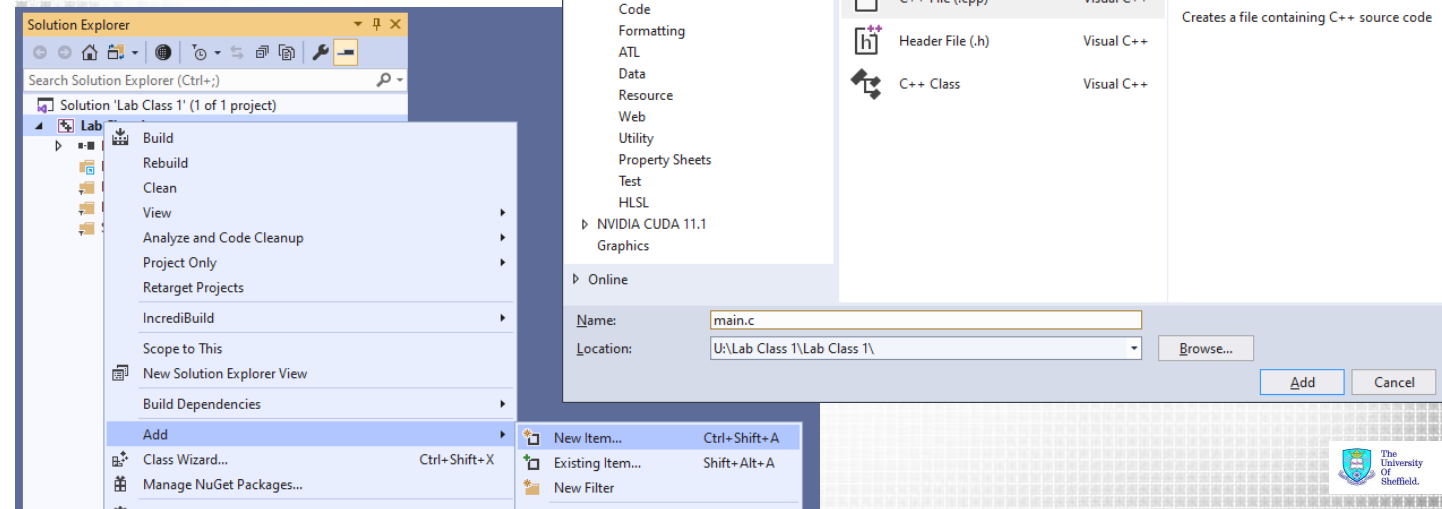 Solution Explorer
Search Solution Explorer (Ctrl+;)
Solution 'Lab Class 1' (1 of 1 project)
Lab
Build
Rebuild
Clean
View
Analyze and Code Cleanup
Project Only
Retarget Projects
IncrediBuild
Scope to This
New Solution Explorer View
Build Dependencies
Add
Class Wizard... Ctrl+Shift+X
Manage NuGet Packages...
New Item... Ctrl+Shift+A
Existing Item... Shift+Alt+A
New Filter
Code
Formatting
ATL
Data
Resource
Web
Utility
Property Sheets
Test
HLSL
NVIDIA CUDA 11.1
Graphics
Online
C++ File (.cpp) Visual C++
Header File (.h) Visual C++
C++ Class Visual C++
Creates a file containing C++ source code
Name: main.c
Location: U:\Lab Class 1\Lab Class 1\
Browse...
Add Cancel
The
University
Of
Sheffield.